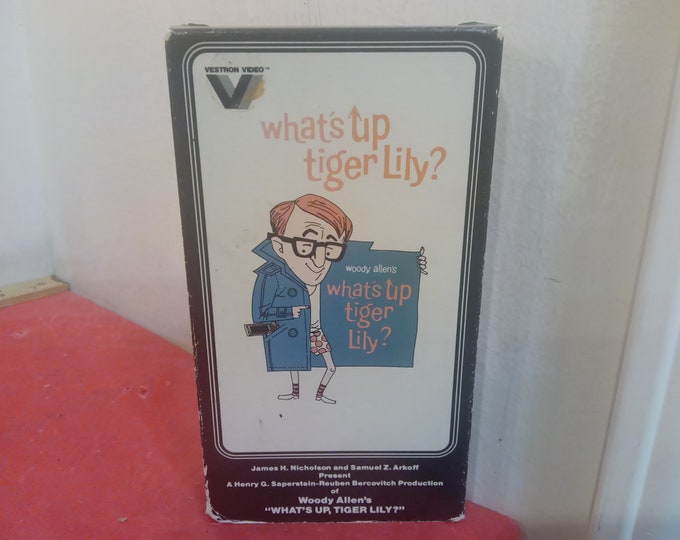 VESTRON VIDEO™
V
what's up
tiger Lily?
woody allen's
what's up
tiger
Lily?
James H. Nicholson and Samuel Z. Arkoff
Present
A Henry G. Saperstein-Reuben Bercovitch Production
of
Woody Allen's
"WHAT'S UP, TIGER LILY?"